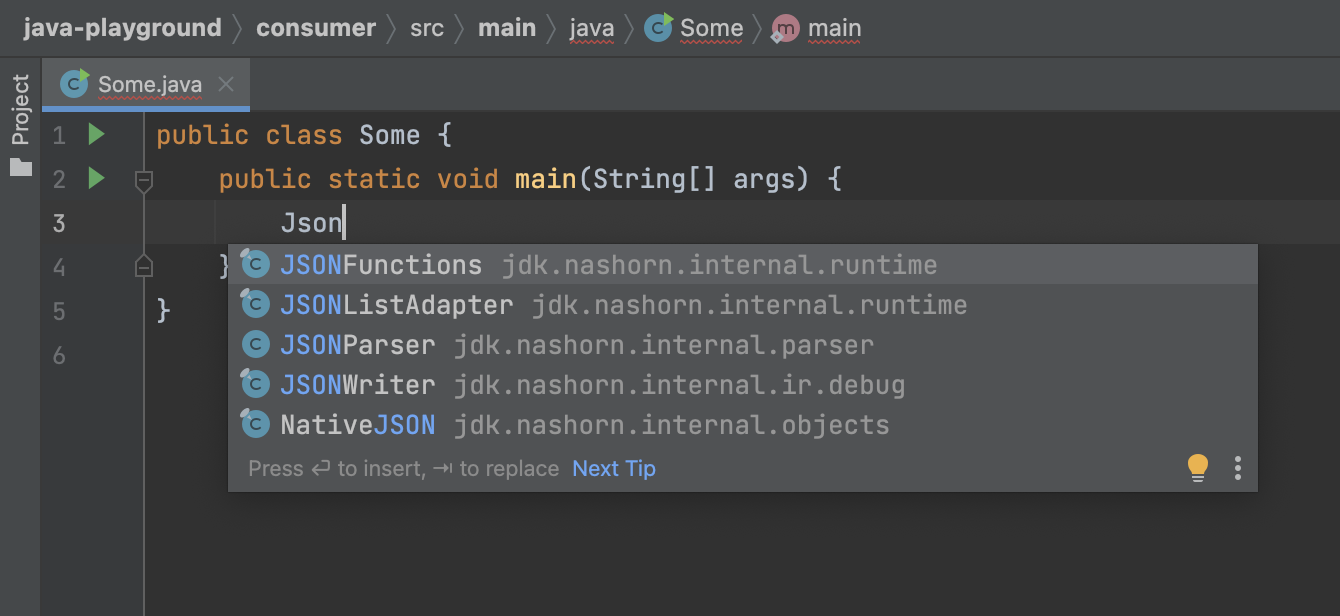 java-playground 〉 consumer 〉 src 〉 main 〉 java 〉 C Some 〉 m main
Project
C Some.java ×
1 public class Some {
2 public static void main(String[] args) {
3 Json
4 }
5 }
6
C JSONFunctions jdk.nashorn.internal.runtime
C JSONListAdapter jdk.nashorn.internal.runtime
C JSONParser jdk.nashorn.internal.parser
C JSONWriter jdk.nashorn.internal.ir.debug
C NativeJSON jdk.nashorn.internal.objects
Press ↵ to insert, ⇥ to replace Next Tip